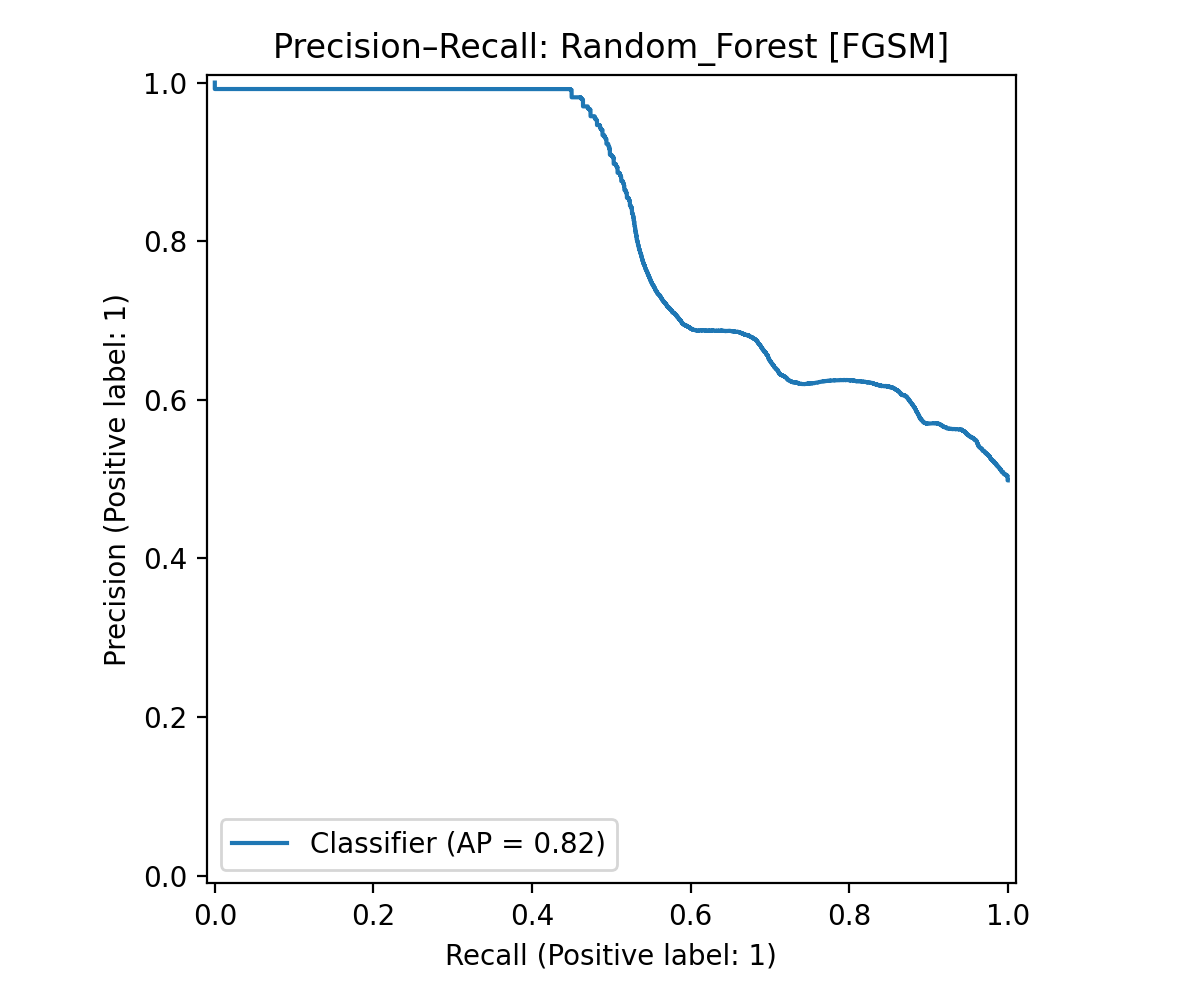 Precision–Recall: Random_Forest [FGSM]
1.0
0.8
0.6
0.4
0.2
0.0
Precision (Positive label: 1)
Classifier (AP = 0.82)
0.0 0.2 0.4 0.6 0.8 1.0
Recall (Positive label: 1)